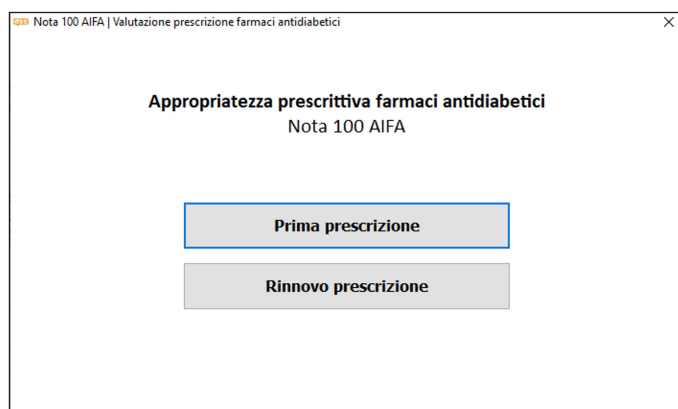 Nota 100 AIFA | Valutazione prescrizione farmaci antidiabetici
Appropriatezza prescrittiva farmaci antidiabetici
Nota 100 AIFA
Prima prescrizione
Rinnovo prescrizione